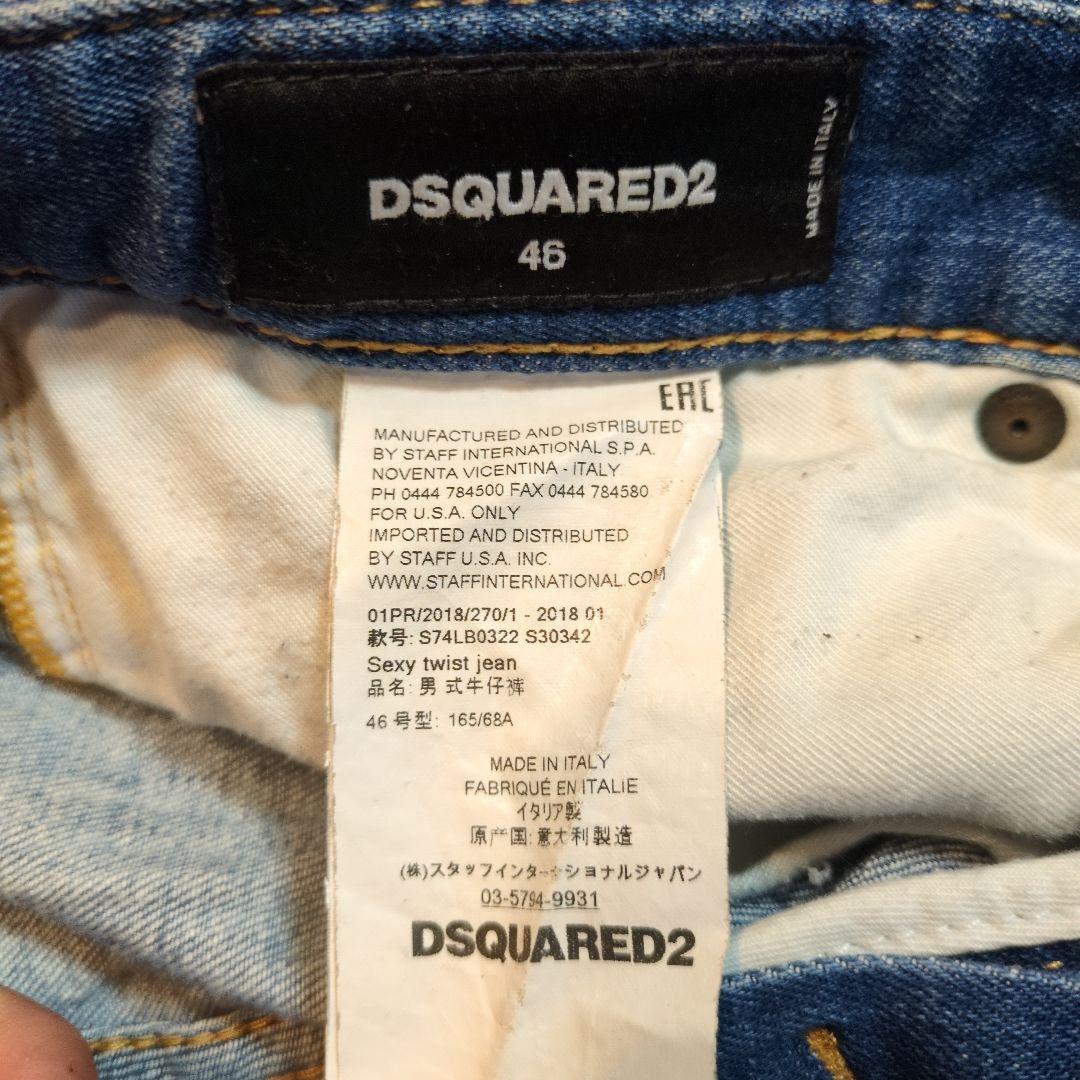 DSQUARED2
46
MADE IN ITALY
EAC
MANUFACTURED AND DISTRIBUTED
BY STAFF INTERNATIONAL S.P.A.
NOVENTA VICENTINA - ITALY
PH 0444 784500 FAX 0444 784580
FOR U.S.A. ONLY
IMPORTED AND DISTRIBUTED
BY STAFF U.S.A. INC.
WWW.STAFFINTERNATIONAL.COM
01PR/2018/270/1 - 2018 01
款号: S74LB0322 S30342
Sexy twist jean
品名: 男 式牛仔裤
46 号型: 165/68A
MADE IN ITALY
FABRIQUÉ EN ITALIE
イタリア製
原产国: 意大利製造
(株)スタッフインターナショナルジャパン
03-5794-9931
DSQUARED2